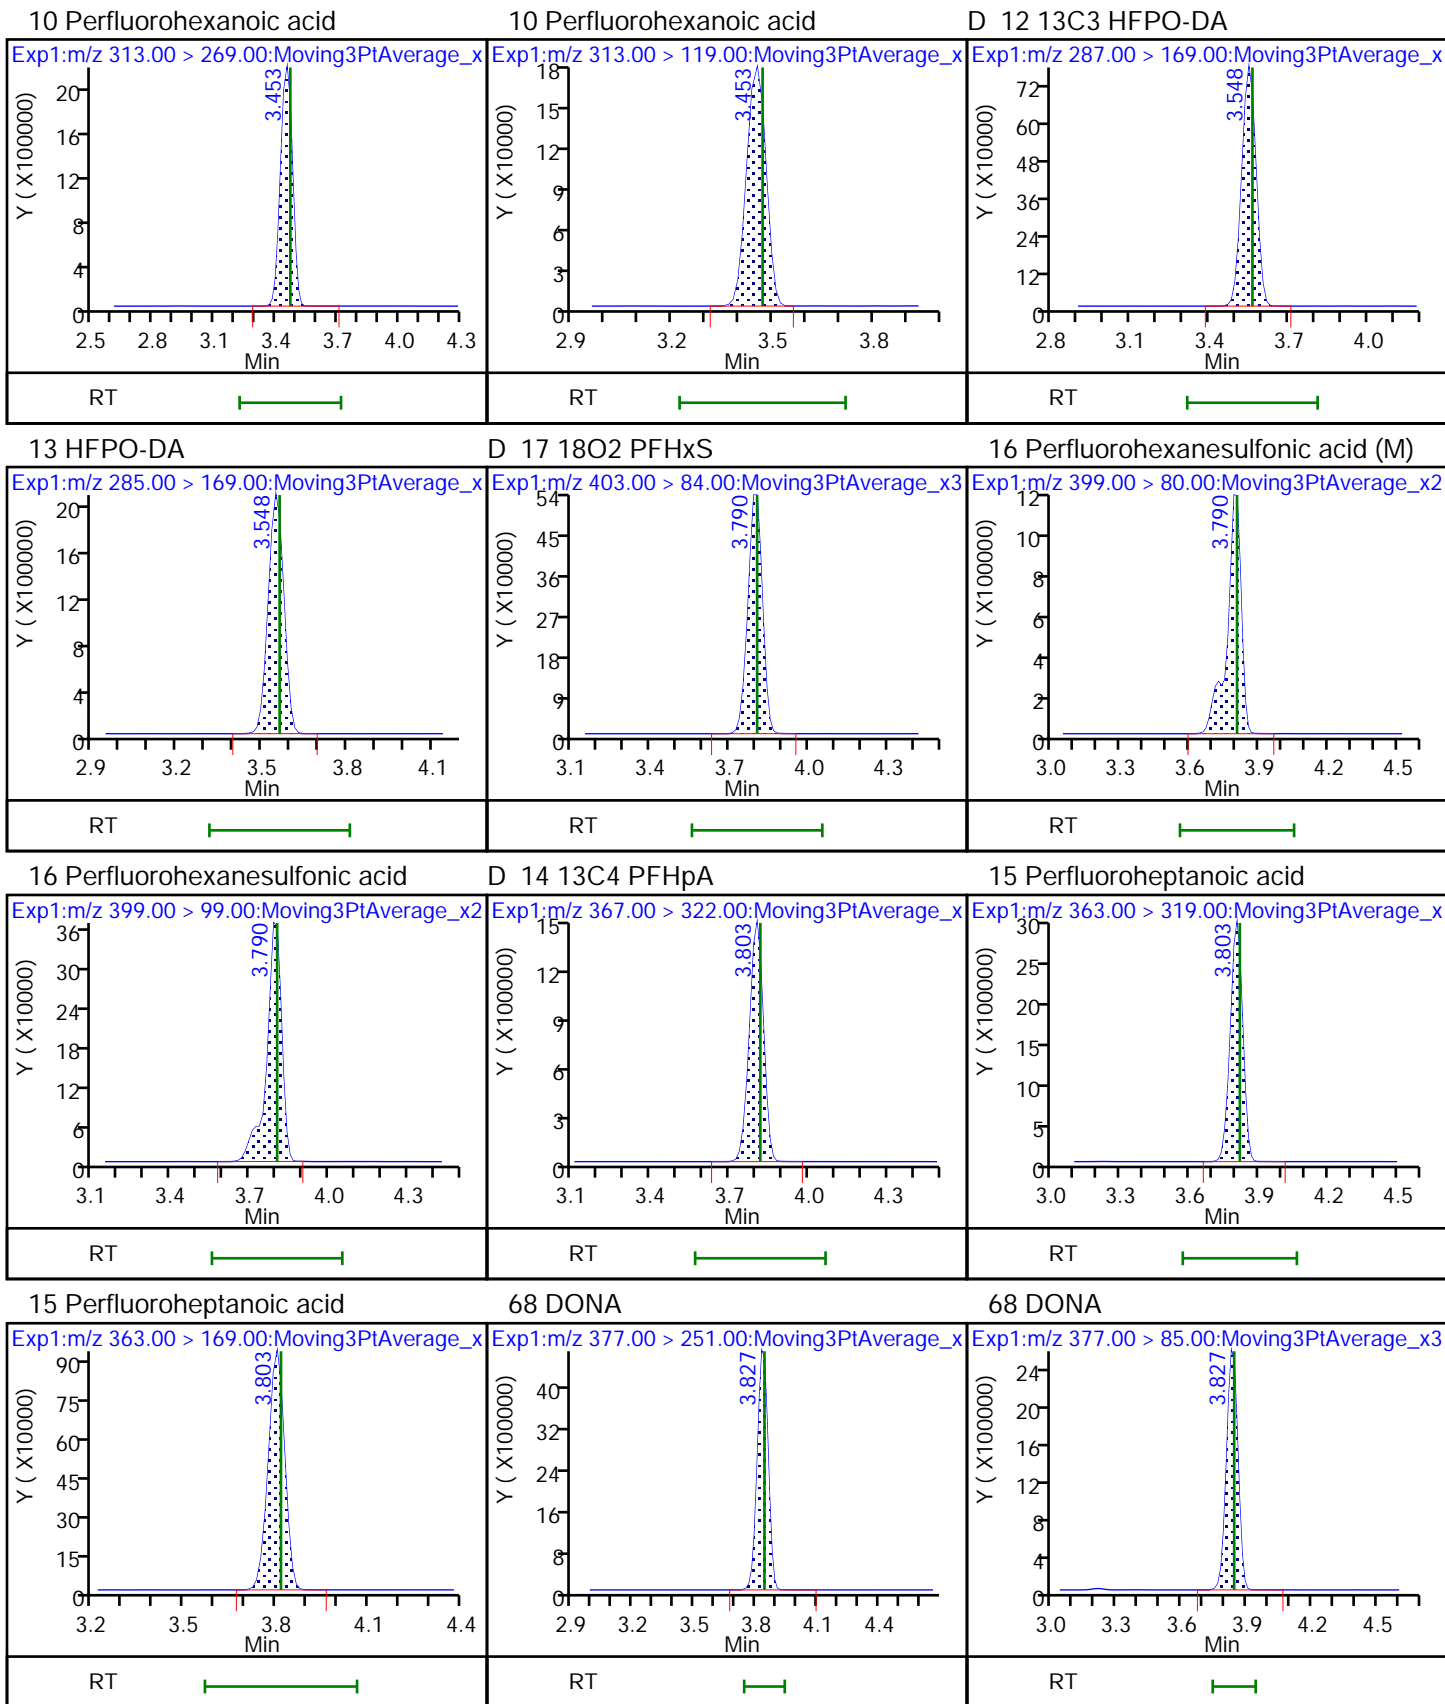 10 Perfluorohexanoic acid
Exp1:m/z 313.00 > 269.00:Moving3PtAverage_x
3.453
Y ( X100000)
20
16
12
8
4
0
2.5 2.8 3.1 3.4 3.7 4.0 4.3
Min
RT
10 Perfluorohexanoic acid
Exp1:m/z 313.00 > 119.00:Moving3PtAverage_x
3.453
Y ( X10000)
18
15
12
9
6
3
0
2.9 3.2 3.5 3.8
Min
RT
D 12 13C3 HFPO-DA
Exp1:m/z 287.00 > 169.00:Moving3PtAverage_x
3.548
Y ( X10000)
72
60
48
36
24
12
0
2.8 3.1 3.4 3.7 4.0
Min
RT
13 HFPO-DA
Exp1:m/z 285.00 > 169.00:Moving3PtAverage_x
3.548
Y ( X100000)
20
16
12
8
4
0
2.9 3.2 3.5 3.8 4.1
Min
RT
D 17 18O2 PFHxS
Exp1:m/z 403.00 > 84.00:Moving3PtAverage_x3
3.790
Y ( X10000)
54
45
36
27
18
9
0
3.1 3.4 3.7 4.0 4.3
Min
RT
16 Perfluorohexanesulfonic acid (M)
Exp1:m/z 399.00 > 80.00:Moving3PtAverage_x2
3.790
Y ( X100000)
12
10
8
6
4
2
0
3.0 3.3 3.6 3.9 4.2 4.5
Min
RT
16 Perfluorohexanesulfonic acid
Exp1:m/z 399.00 > 99.00:Moving3PtAverage_x2
3.790
Y ( X10000)
36
30
24
18
12
6
0
3.1 3.4 3.7 4.0 4.3
Min
RT
D 14 13C4 PFHpA
Exp1:m/z 367.00 > 322.00:Moving3PtAverage_x
3.803
Y ( X100000)
15
12
9
6
3
0
3.1 3.4 3.7 4.0 4.3
Min
RT
15 Perfluoroheptanoic acid
Exp1:m/z 363.00 > 319.00:Moving3PtAverage_x
3.803
Y ( X100000)
30
25
20
15
10
5
0
3.0 3.3 3.6 3.9 4.2 4.5
Min
RT
15 Perfluoroheptanoic acid
Exp1:m/z 363.00 > 169.00:Moving3PtAverage_x
3.803
Y ( X10000)
90
75
60
45
30
15
0
3.2 3.5 3.8 4.1 4.4
Min
RT
68 DONA
Exp1:m/z 377.00 > 251.00:Moving3PtAverage_x
3.827
Y ( X100000)
40
32
24
16
8
0
2.9 3.2 3.5 3.8 4.1 4.4
Min
RT
68 DONA
Exp1:m/z 377.00 > 85.00:Moving3PtAverage_x3
3.827
Y ( X100000)
24
20
16
12
8
4
0
3.0 3.3 3.6 3.9 4.2 4.5
Min
RT